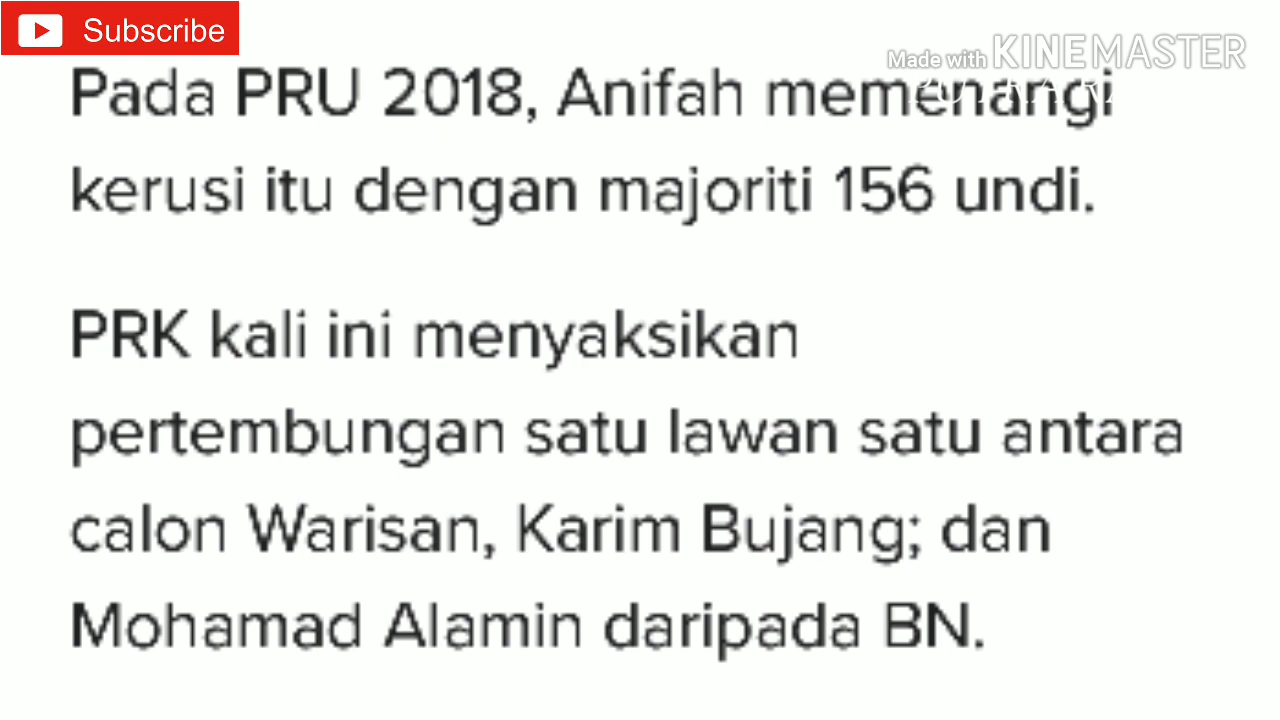 Subscribe
Made with KINEMASTER
Pada PRU 2018, Anifah memenangi
kerusi itu dengan majoriti 156 undi.
PRK kali ini menyaksikan
pertembungan satu lawan satu antara
calon Warisan, Karim Bujang; dan
Mohamad Alamin daripada BN.